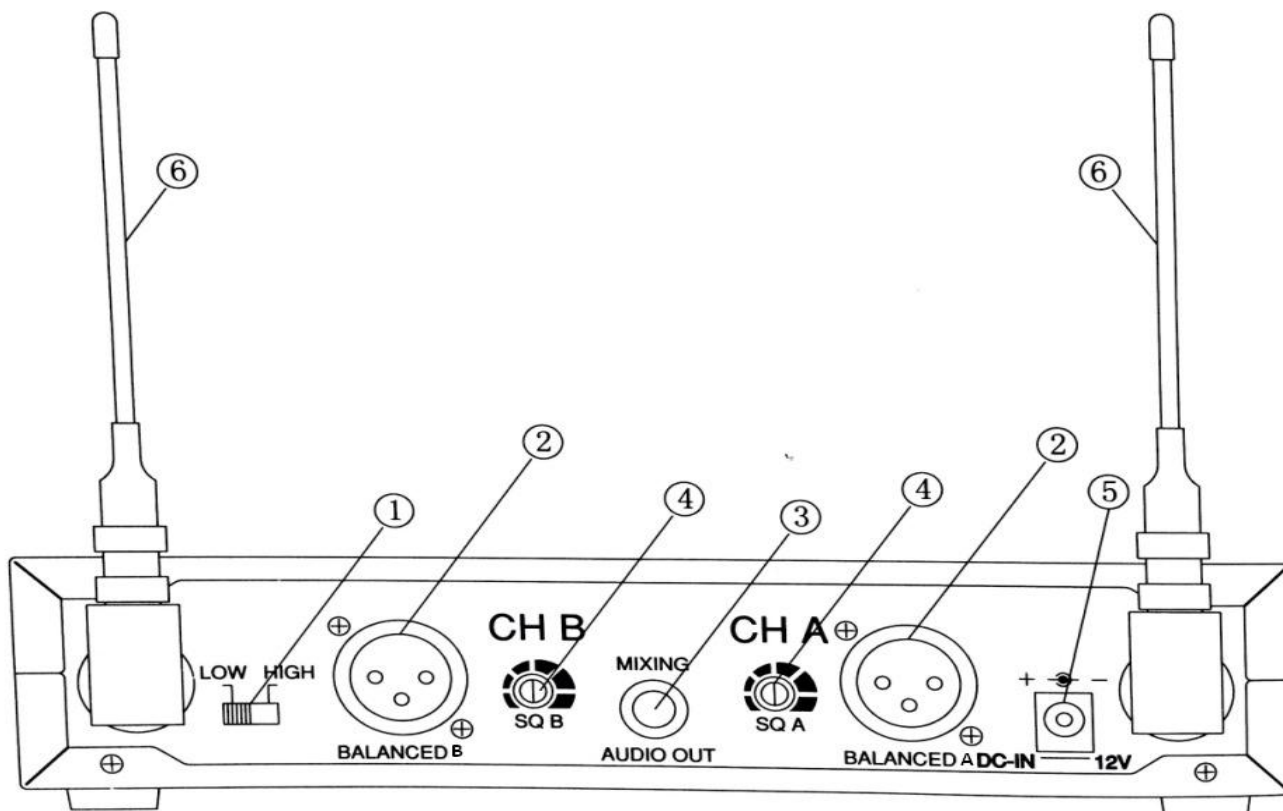 ⑥ ⑥
② ②
① ④ ③ ④ ⑤
CH B CH A
LOW HIGH MIXING + −
SQ B SQ A
BALANCED B AUDIO OUT BALANCED A DC-IN 12V